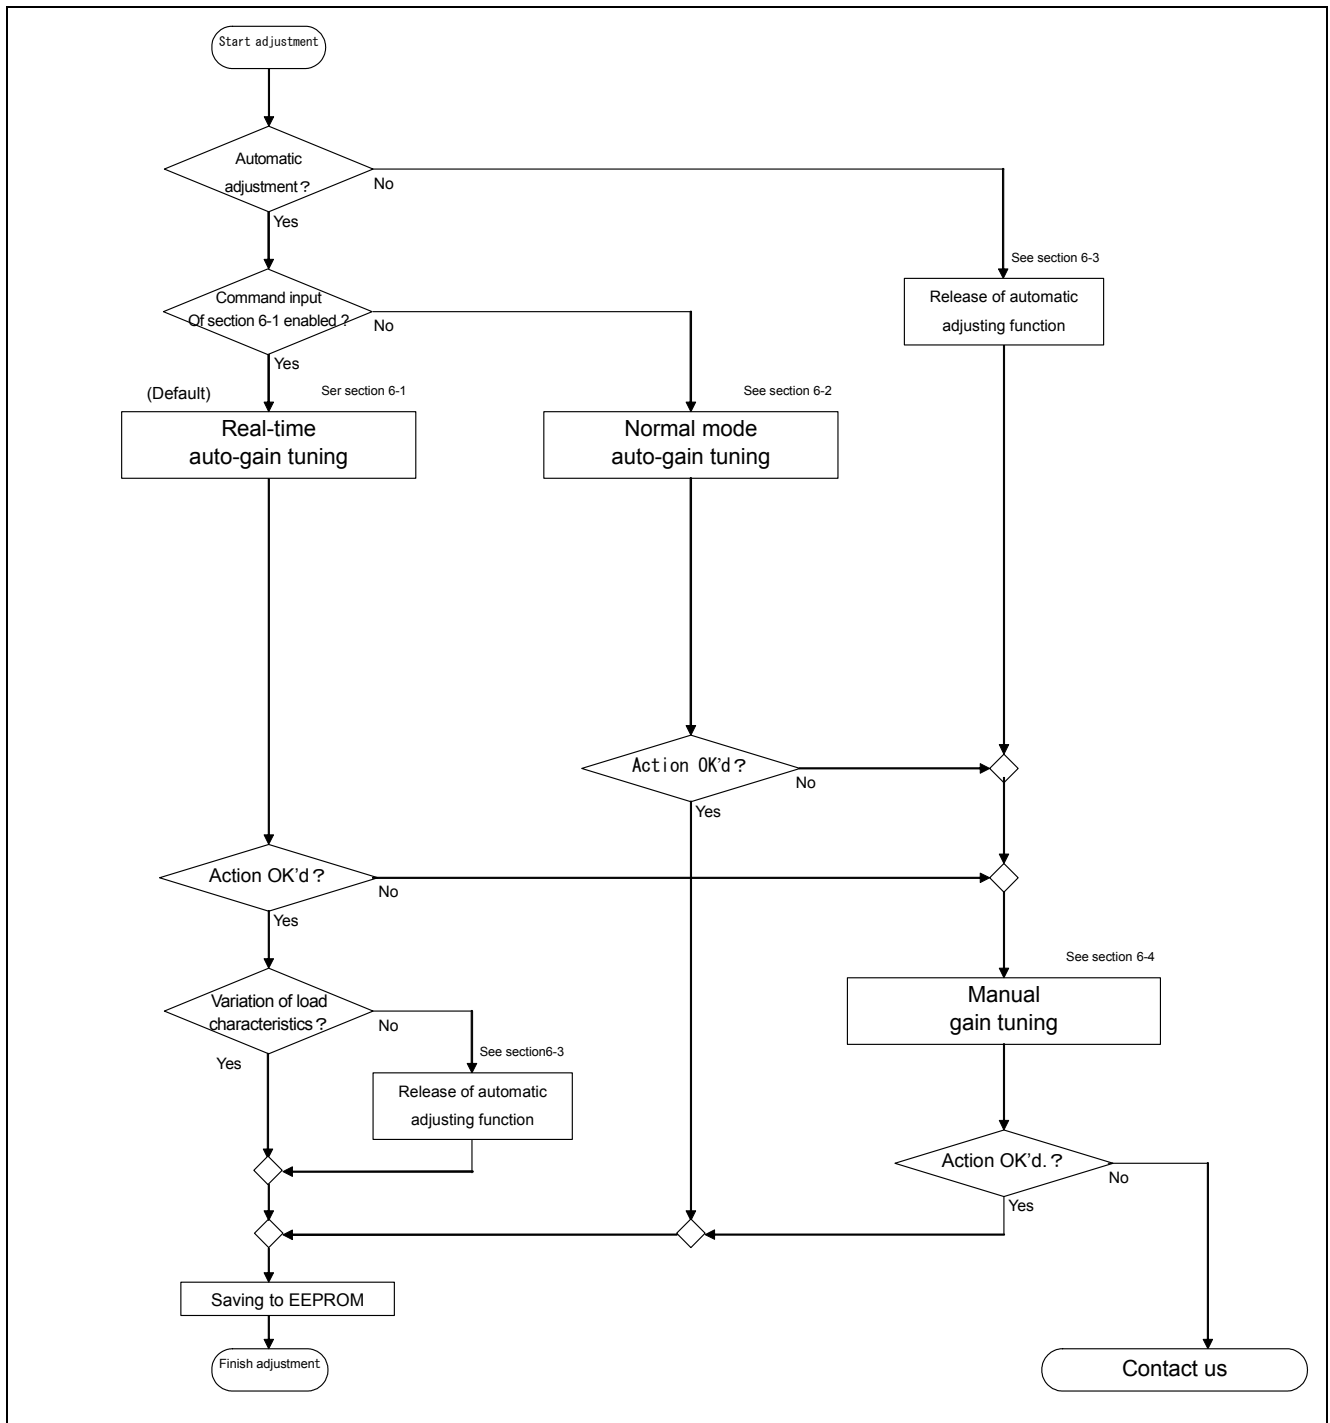 Start adjustment
Automatic
adjustment?
No
Yes
See section 6-3
Release of automatic
adjusting function
Command input
Of section 6-1 enabled ?
No
Yes
(Default)
Ser section 6-1
See section 6-2
Real-time
auto-gain tuning
Normal mode
auto-gain tuning
Action OK'd?
No
Yes
Action OK'd?
No
Yes
See section 6-4
Manual
gain tuning
Variation of load
characteristics?
No
Yes
See section6-3
Release of automatic
adjusting function
Action OK'd.?
No
Yes
Saving to EEPROM
Finish adjustment
Contact us